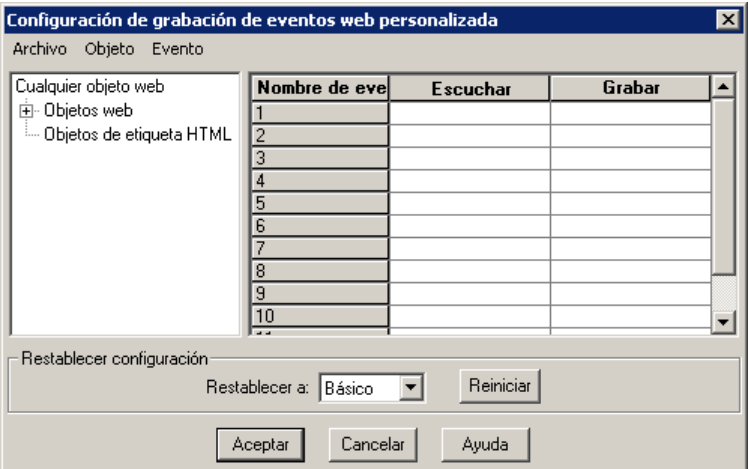 Configuración de grabación de eventos web personalizada
Archivo Objeto Evento
Cualquier objeto web
Objetos web
Objetos de etiqueta HTML
Nombre de eve Escuchar Grabar
1
2
3
4
5
6
7
8
9
10
Restablecer configuración
Restablecer a: Básico Reiniciar
Aceptar Cancelar Ayuda